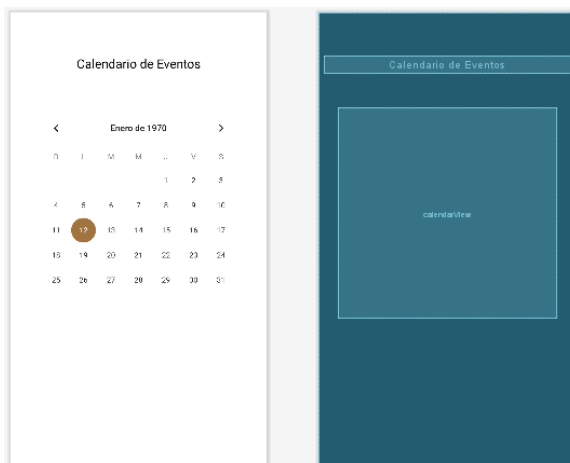 Calendario de Eventos
Enero de 1970
D L M M J V S
1 2 3
4 5 6 7 8 9 10
11 12 13 14 15 16 17
18 19 20 21 22 23 24
25 26 27 28 29 30 31
Calendario de Eventos
calendarView